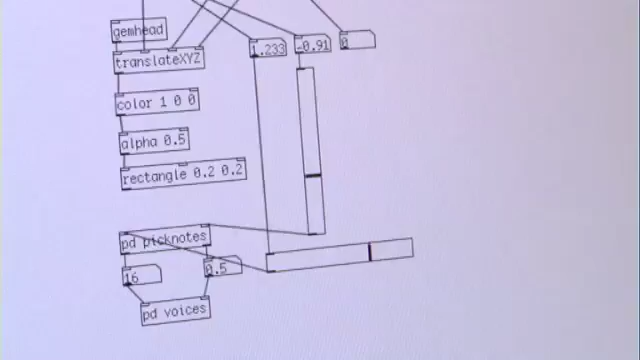 gemhead
1.233
-0.91
0
translateXYZ
color 1 0 0
alpha 0.5
rectangle 0.2 0.2
pd picknotes
16
0.5
pd voices